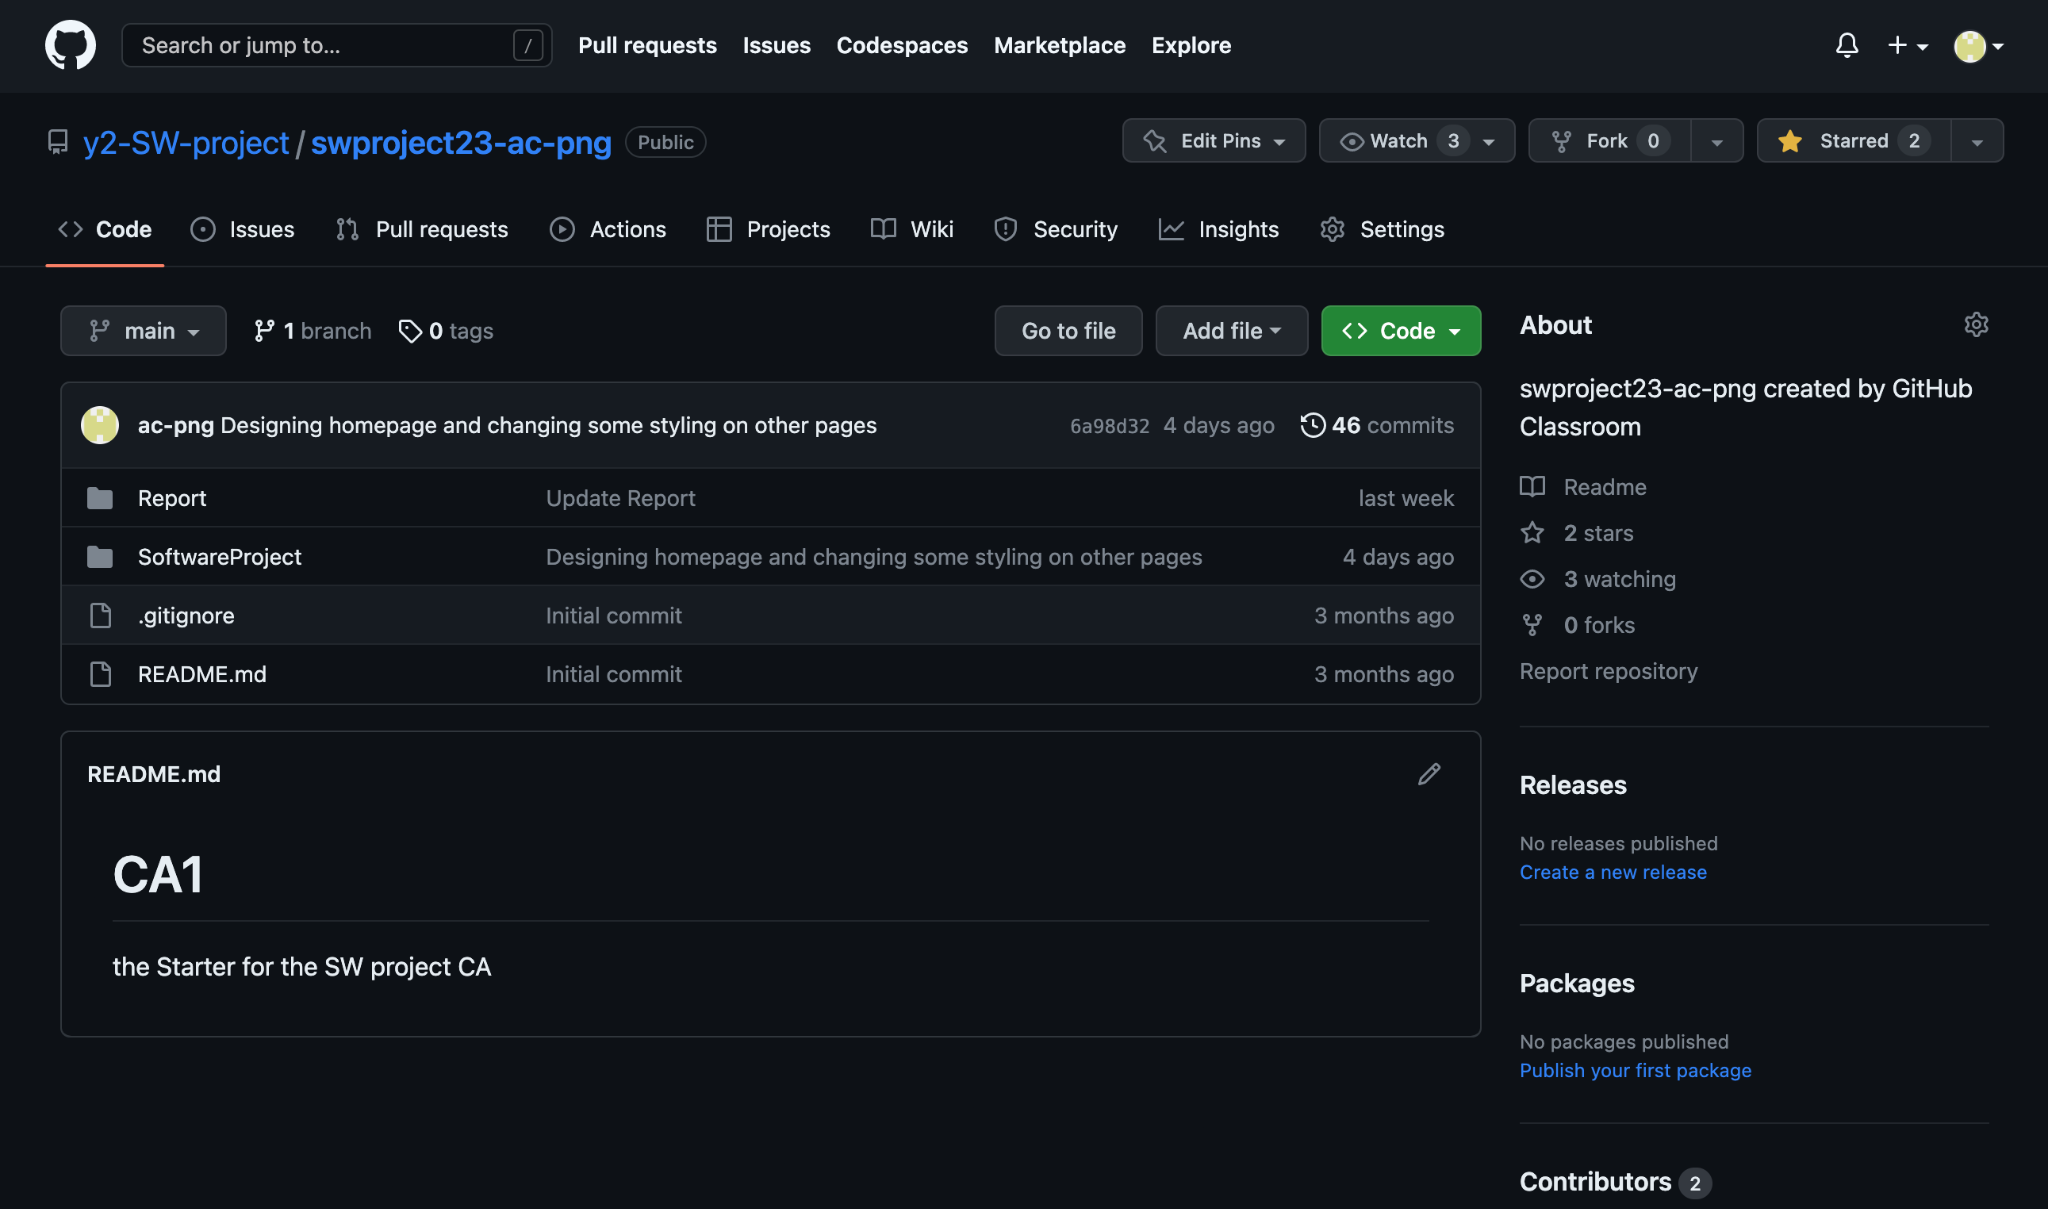 Search or jump to... /
Pull requests Issues Codespaces Marketplace Explore
y2-SW-project / swproject23-ac-png Public
Edit Pins Watch 3 Fork 0 Starred 2
Code Issues Pull requests Actions Projects Wiki Security Insights Settings
main 1 branch 0 tags Go to file Add file Code
ac-png Designing homepage and changing some styling on other pages 6a98d32 4 days ago 46 commits
Report Update Report last week
SoftwareProject Designing homepage and changing some styling on other pages 4 days ago
.gitignore Initial commit 3 months ago
README.md Initial commit 3 months ago
README.md
CA1
the Starter for the SW project CA
About
swproject23-ac-png created by GitHub
Classroom
Readme
2 stars
3 watching
0 forks
Report repository
Releases
No releases published
Create a new release
Packages
No packages published
Publish your first package
Contributors 2